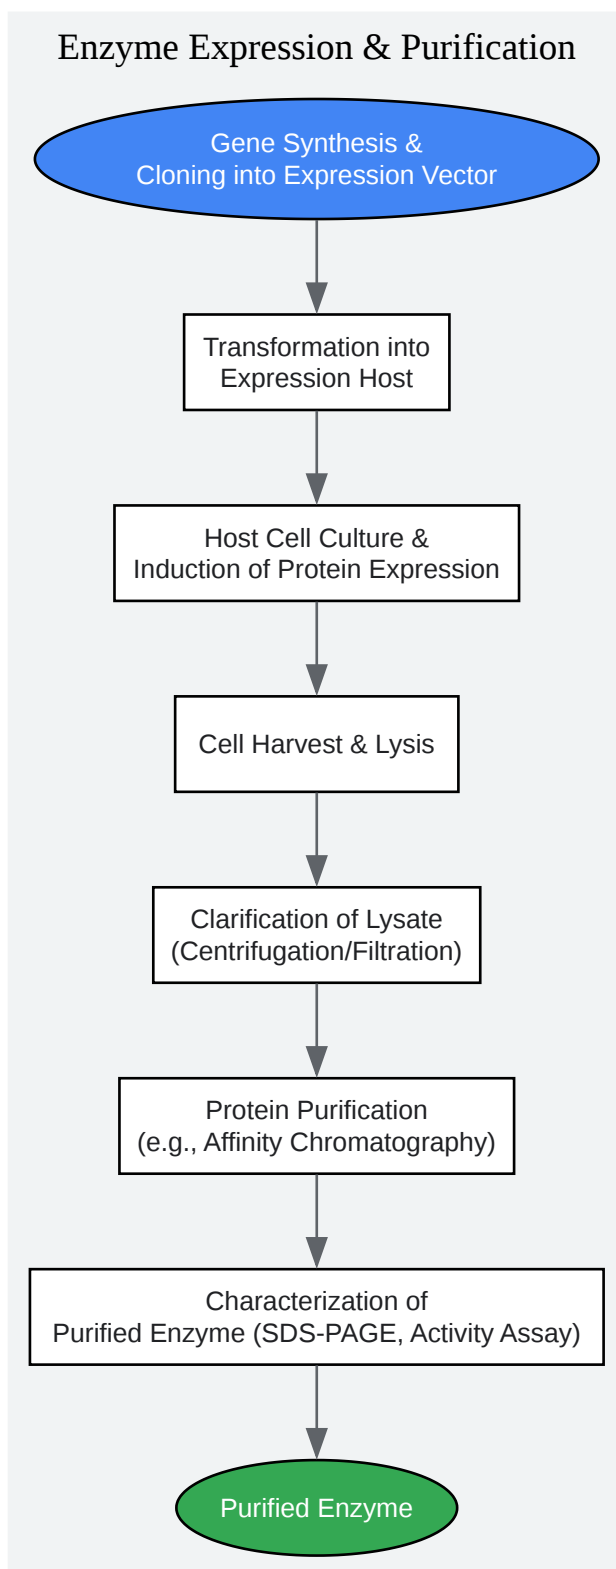 Enzyme Expression & Purification
Gene Synthesis &
Cloning into Expression Vector
Transformation into
Expression Host
Host Cell Culture &
Induction of Protein Expression
Cell Harvest & Lysis
Clarification of Lysate
(Centrifugation/Filtration)
Protein Purification
(e.g., Affinity Chromatography)
Characterization of
Purified Enzyme (SDS-PAGE, Activity Assay)
Purified Enzyme